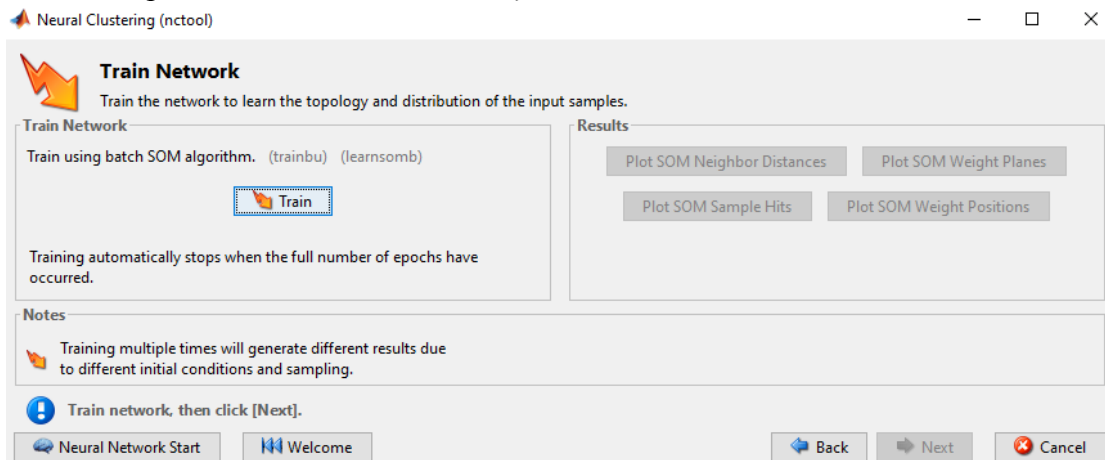 Neural Clustering (nctool)
Train Network
Train the network to learn the topology and distribution of the input samples.
Train Network
Train using batch SOM algorithm. (trainbu) (learnsomb)
Train
Training automatically stops when the full number of epochs have
occurred.
Results
Plot SOM Neighbor Distances
Plot SOM Weight Planes
Plot SOM Sample Hits
Plot SOM Weight Positions
Notes
Training multiple times will generate different results due
to different initial conditions and sampling.
Train network, then click [Next].
Neural Network Start
Welcome
Back
Next
Cancel